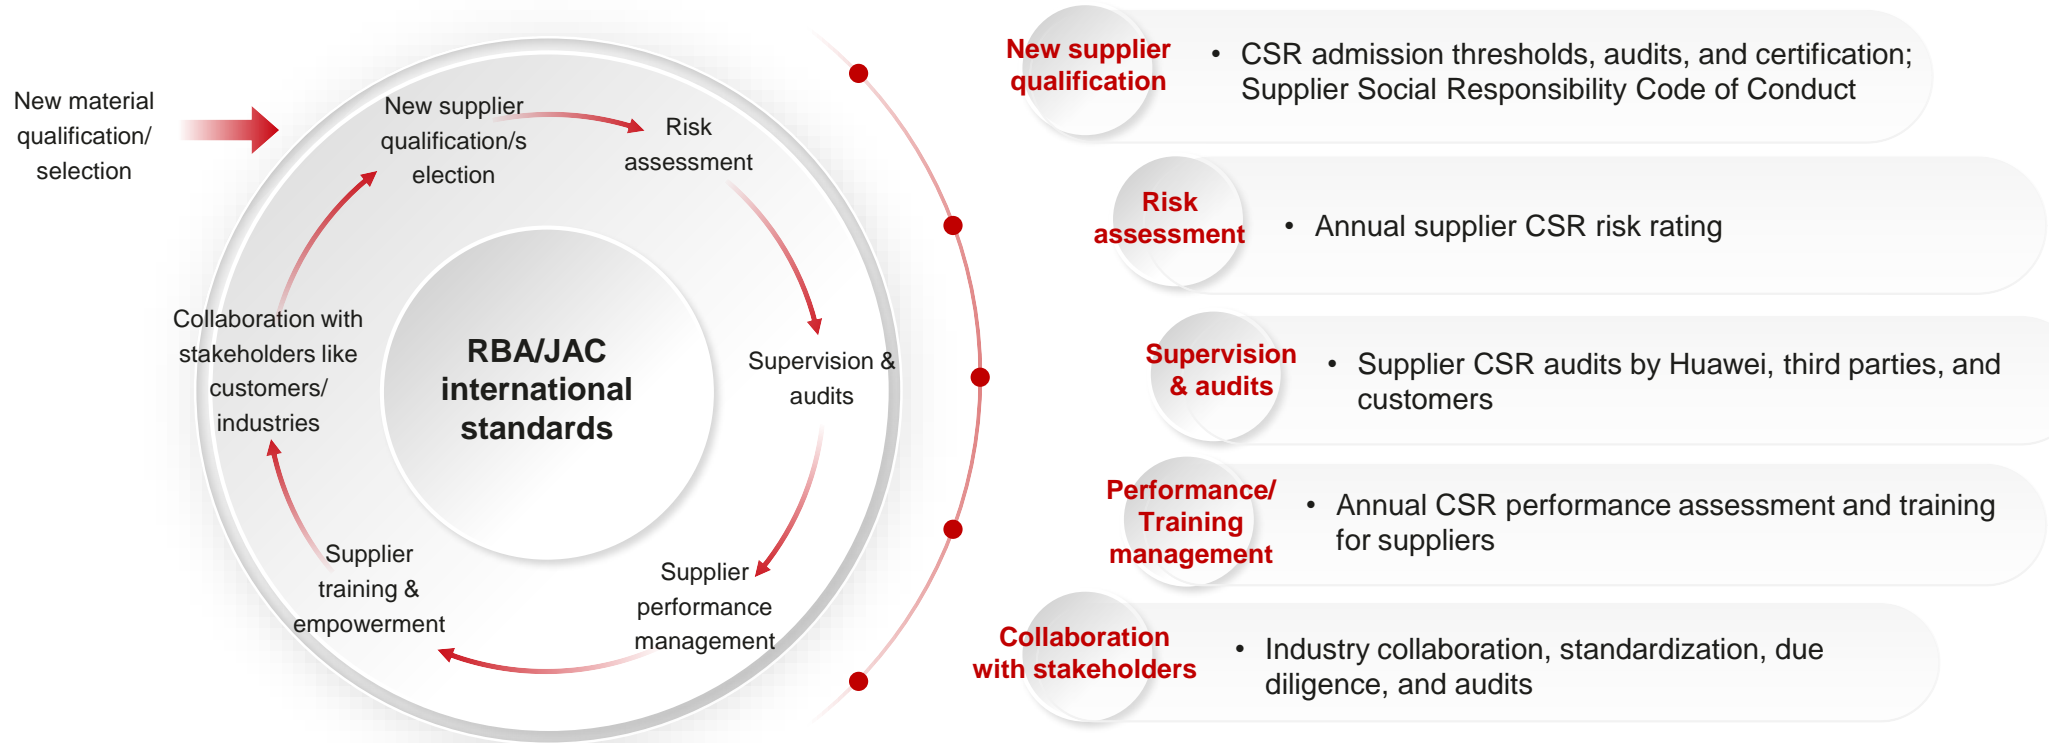 New material
qualification/
selection
New supplier
qualification/s
election
Risk
assessment
Supervision &
audits
Supplier
performance
management
Supplier
training &
empowerment
Collaboration with
stakeholders like
customers/
industries
RBA/JAC
international
standards
New supplier
qualification
• CSR admission thresholds, audits, and certification;
Supplier Social Responsibility Code of Conduct
Risk
assessment
• Annual supplier CSR risk rating
Supervision
& audits
• Supplier CSR audits by Huawei, third parties, and
customers
Performance/
Training
management
• Annual CSR performance assessment and training
for suppliers
Collaboration
with stakeholders
• Industry collaboration, standardization, due
diligence, and audits